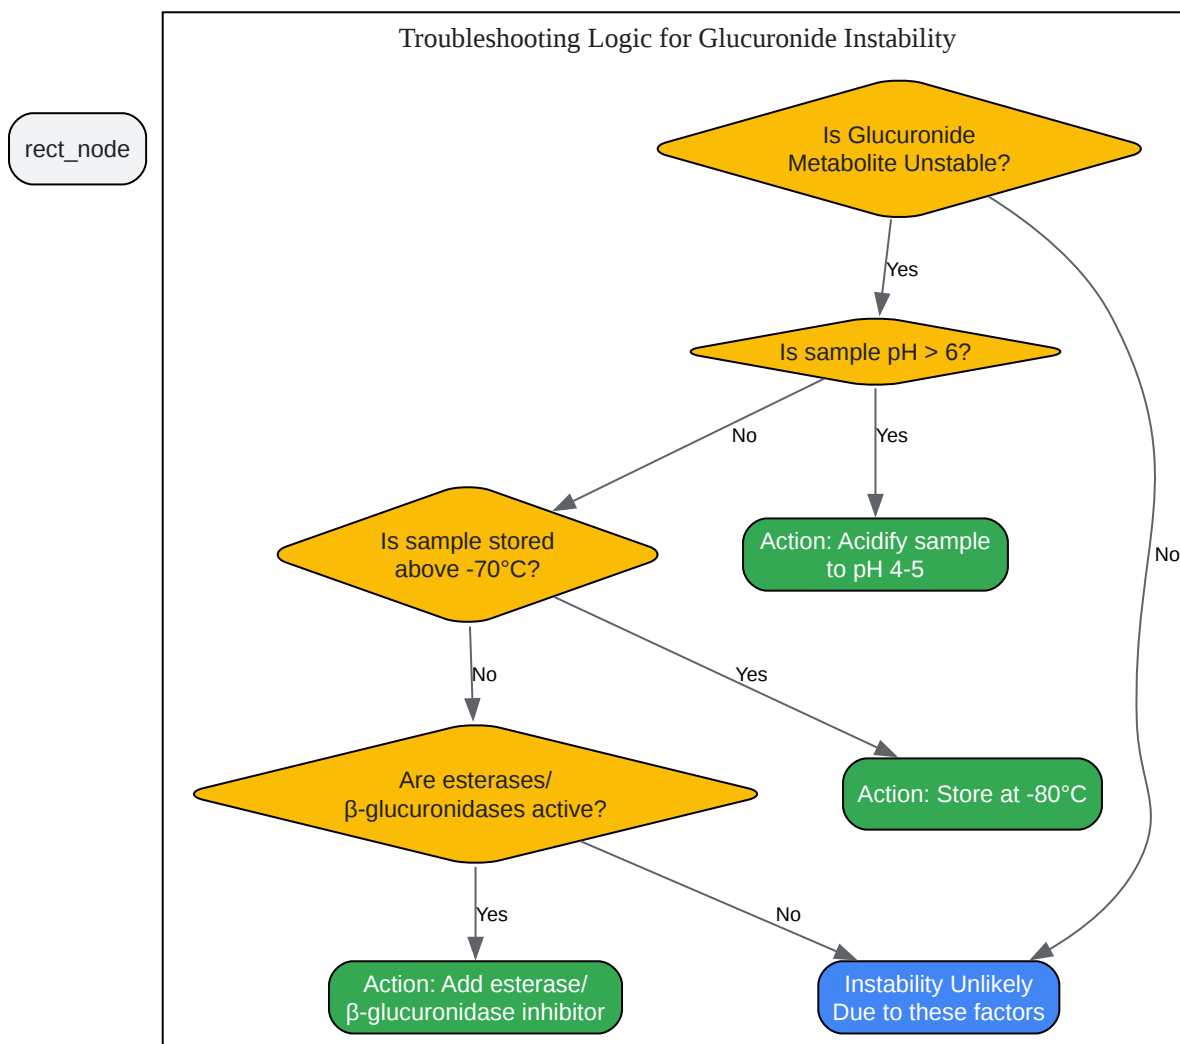 Troubleshooting Logic for Glucuronide Instability
rect_node
Is Glucuronide
Metabolite Unstable?
Yes
Is sample pH > 6?
No
Yes
Is sample stored
above -70°C?
Action: Acidify sample
to pH 4-5
No
No
Yes
Are esterases/
β-glucuronidases active?
Action: Store at -80°C
Yes
No
Action: Add esterase/
β-glucuronidase inhibitor
Instability Unlikely
Due to these factors